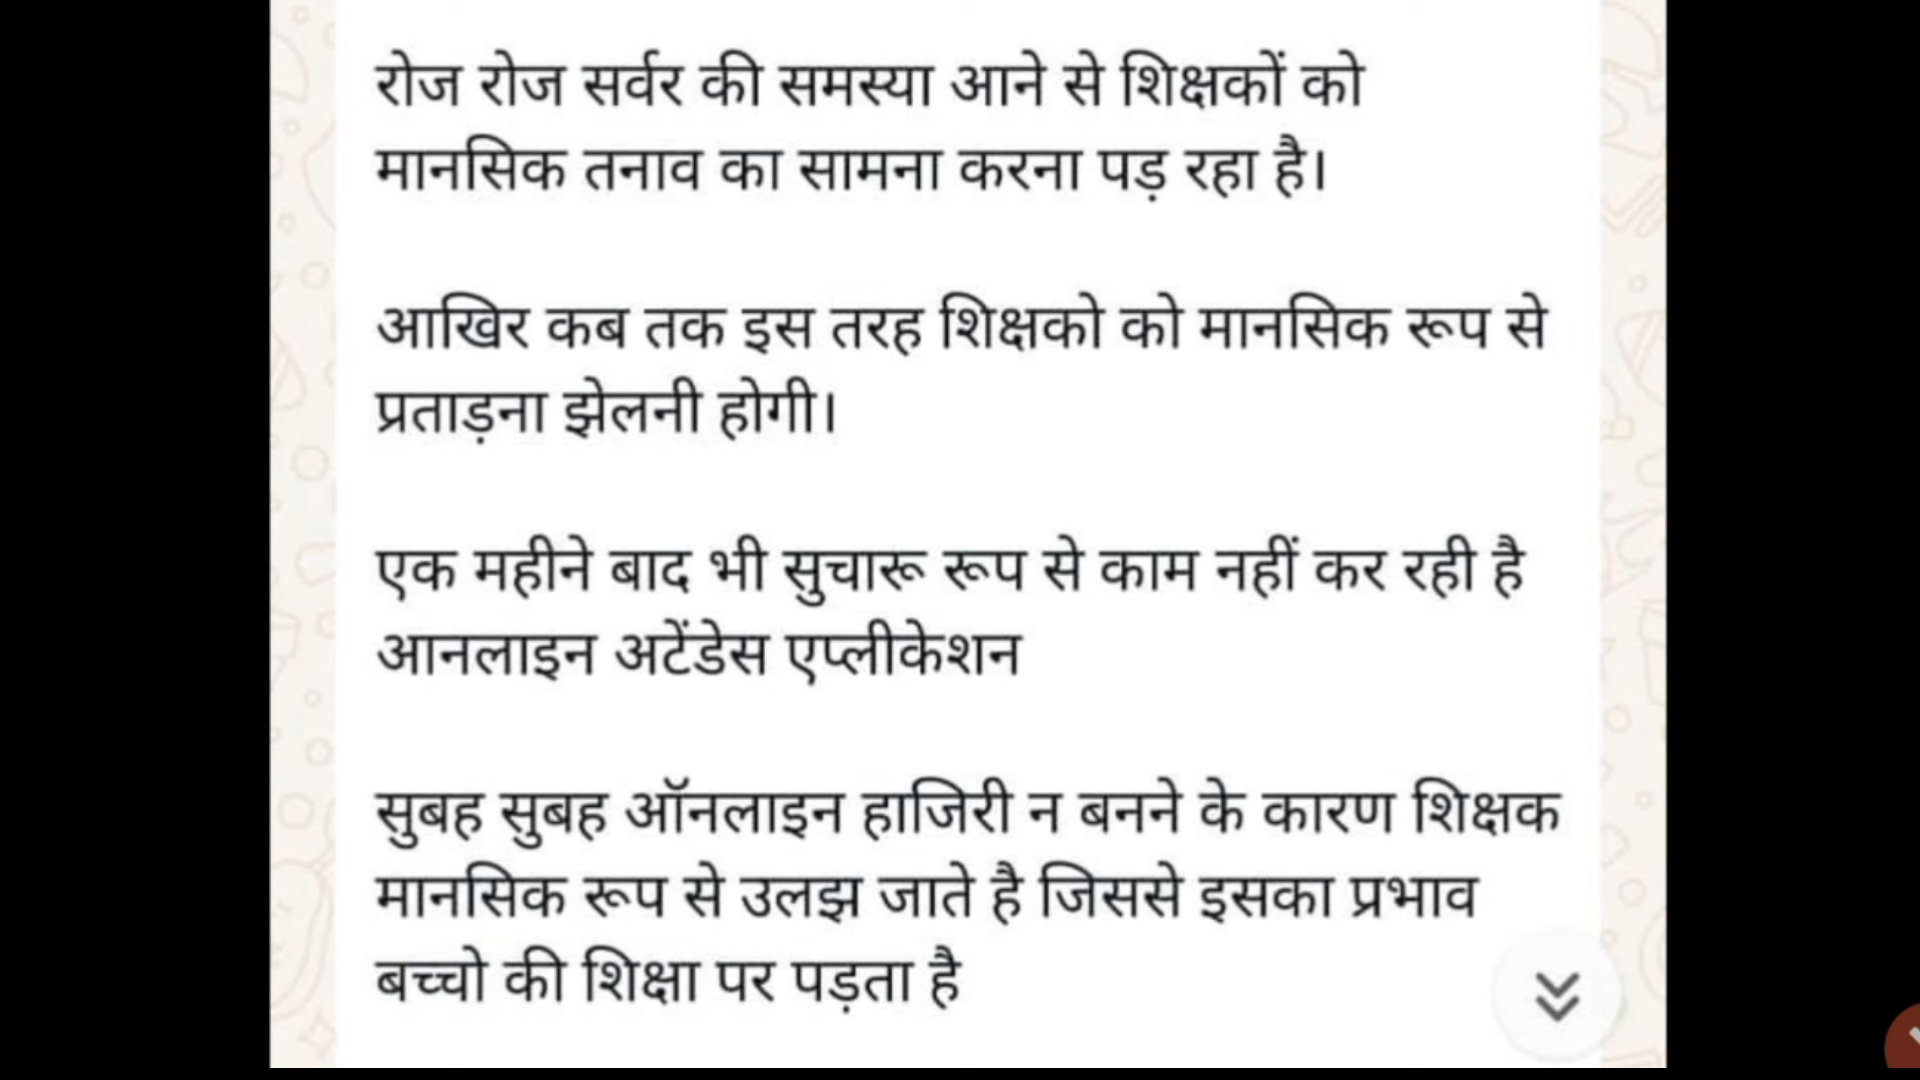 रोज रोज सर्वर की समस्या आने से शिक्षकों को
मानसिक तनाव का सामना करना पड़ रहा है।
आखिर कब तक इस तरह शिक्षको को मानसिक रूप से
प्रताड़ना झेलनी होगी।
एक महीने बाद भी सुचारू रूप से काम नहीं कर रही है
आनलाइन अटेंडेस एप्लीकेशन
सुबह सुबह ऑनलाइन हाजिरी न बनने के कारण शिक्षक
मानसिक रूप से उलझ जाते है जिससे इसका प्रभाव
बच्चो की शिक्षा पर पड़ता है